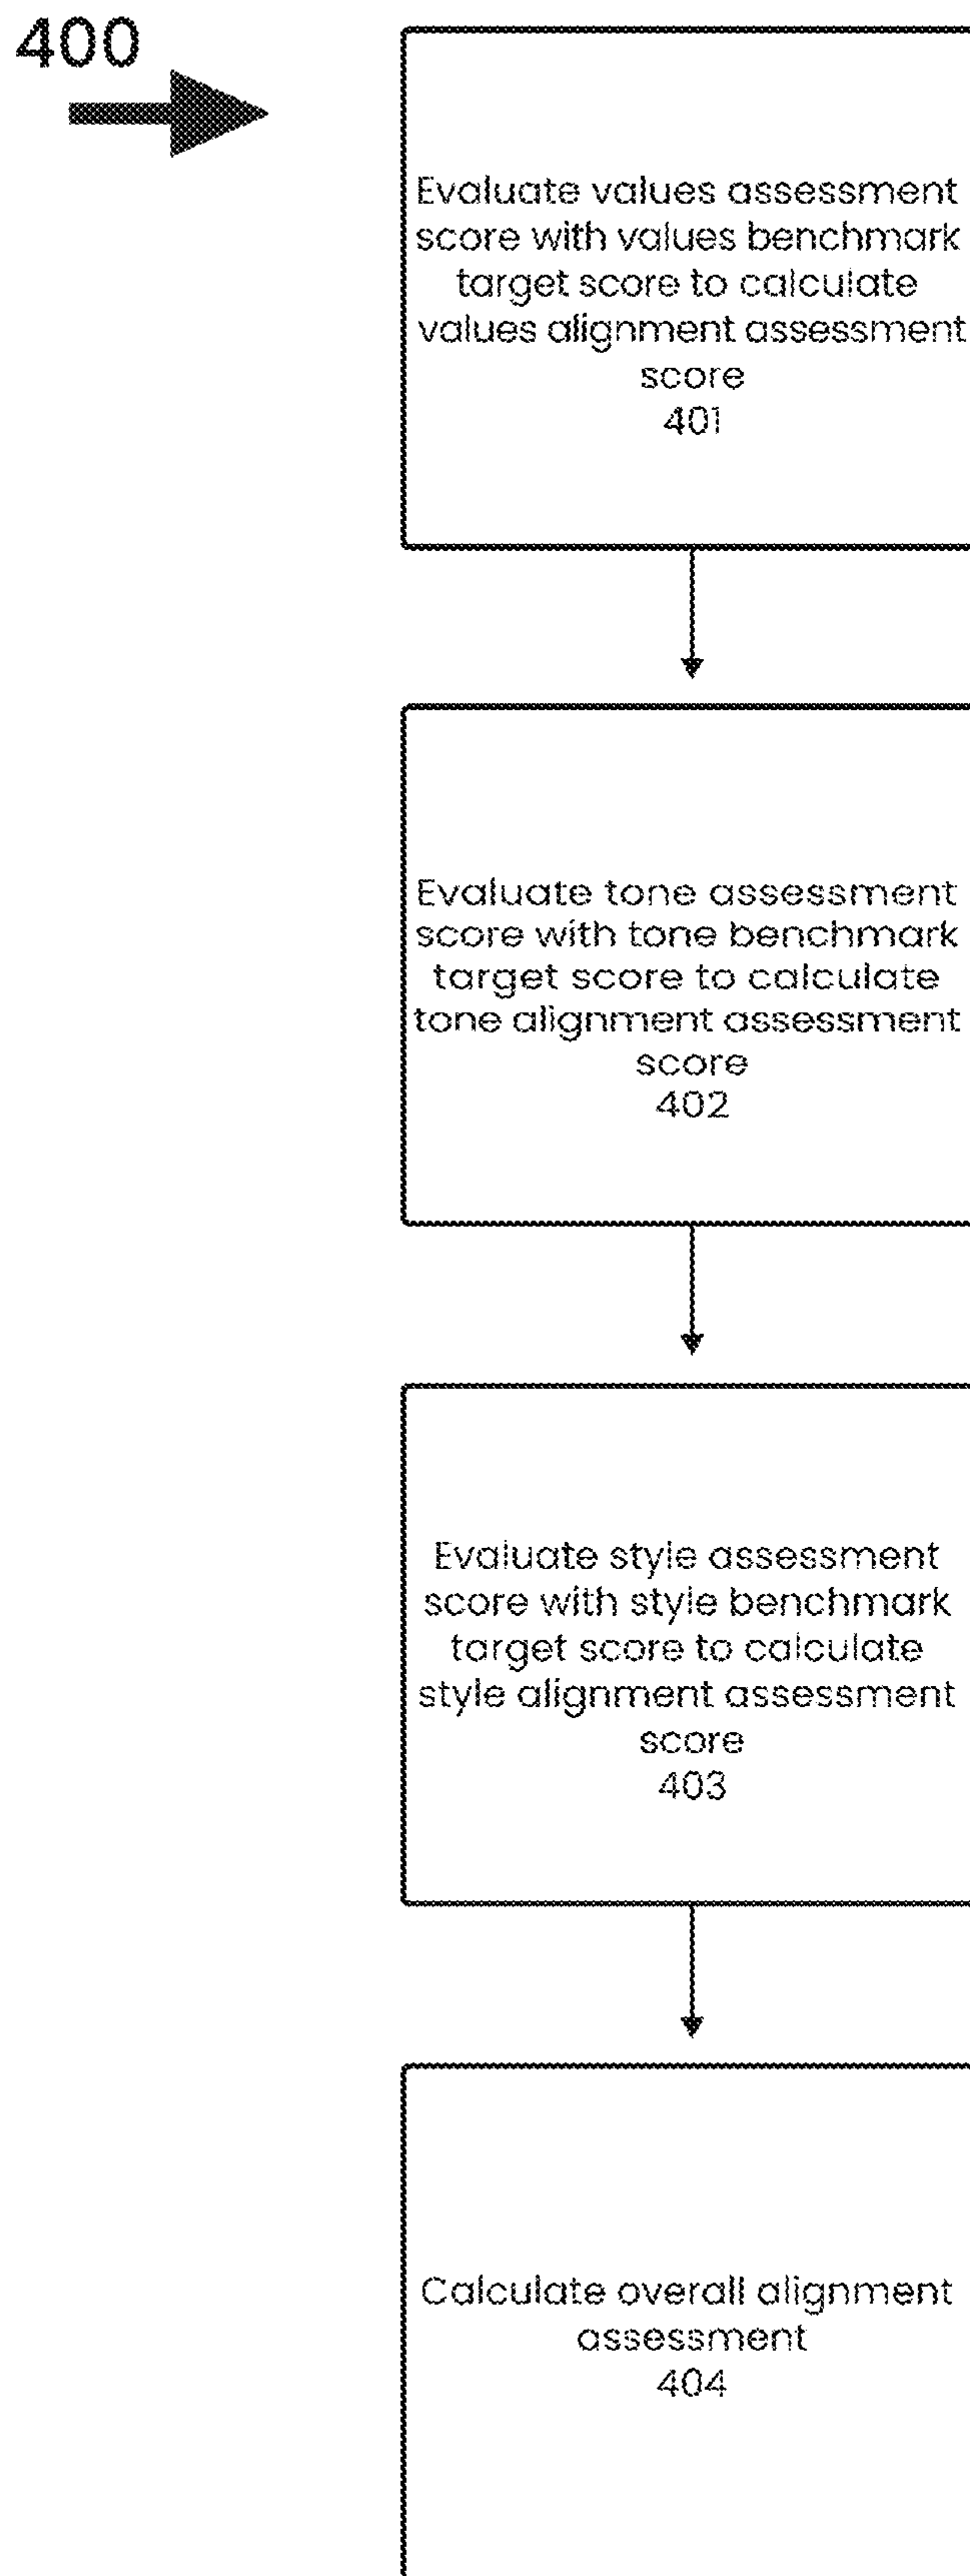 400
Evaluate values assessment
score with values benchmark
target score to calculate
values alignment assessment
score
401
Evaluate tone assessment
score with tone benchmark
target score to calculate
tone alignment assessment
score
402
Evaluate style assessment
score with style benchmark
target score to calculate
style alignment assessment
score
403
Calculate overall alignment
assessment
404